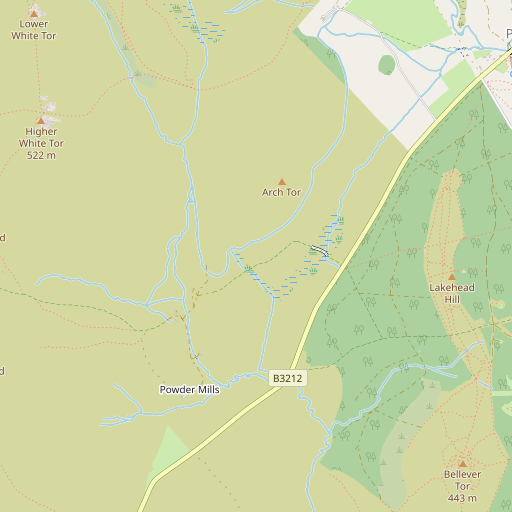 Lower
White Tor
P
Higher
White Tor
522 m
Arch Tor
d
Lakehead
Hill
d
B3212
Powder Mills
Bellever
Tor
443 m